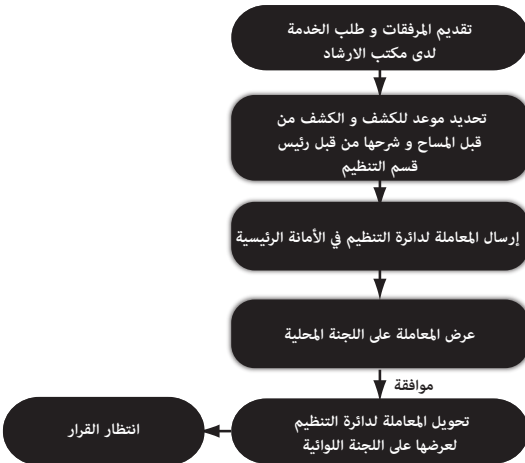 تقديم المرفقات و طلب الخدمة
لدى مكتب الارشاد
تحديد موعد للكشف و الكشف من
قبل المساح و شرحها من قبل رئيس
قسم التنظيم
إرسال المعاملة لدائرة التنظيم في الأمانة الرئيسية
عرض المعاملة على اللجنة المحلية
موافقة
تحويل المعاملة لدائرة التنظيم
لعرضها على اللجنة اللوائية
انتظار القرار